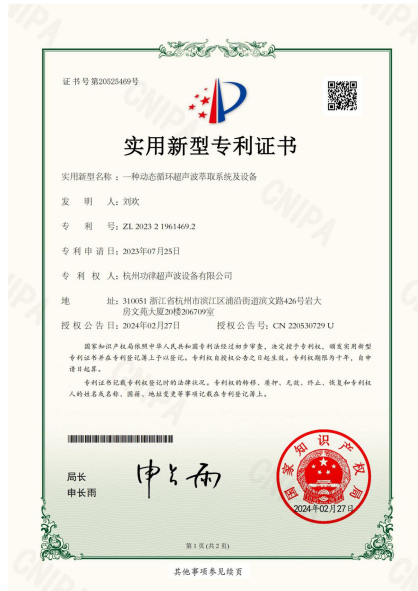 证书号第20525469号
实用新型专利证书
实用新型名称：一种动态循环超声波萃取系统及设备
发明人：刘欢
专利号：ZL 2023 2 1961469.2
专利申请日：2023年07月25日
专利权人：杭州功律超声波设备有限公司
地址：310051 浙江省杭州市滨江区浦沿街道滨文路426号岩大
房文苑大厦20楼206709室
授权公告日：2024年02月27日 授权公告号：CN 220530729 U
国家知识产权局依照中华人民共和国专利法经过初步审查，决定授予专利权，颁发实用新型
专利证书并在专利登记簿上予以登记。专利权自授权公告之日起生效。专利权期限为十年，自申
请日起算。
专利证书记载专利权登记时的法律状况。专利权的转移、质押、无效、终止、恢复和专利权
人的姓名或名称、国籍、地址变更等事项记载在专利登记簿上。
局长
申长雨
申长雨
国家知识产权局
2024年02月27日
第 1 页 (共 2 页)
其他事项参见续页
CNIPA
CNIPA
CNIPA
CNIPA